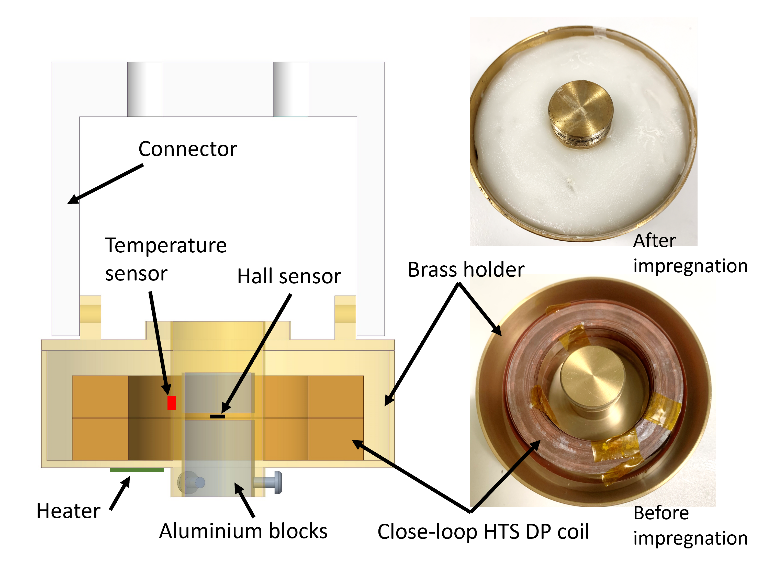 Connector
Temperature
sensor
Hall sensor
Brass holder
After
impregnation
Heater
Aluminium blocks
Close-loop HTS DP coil
Before
impregnation